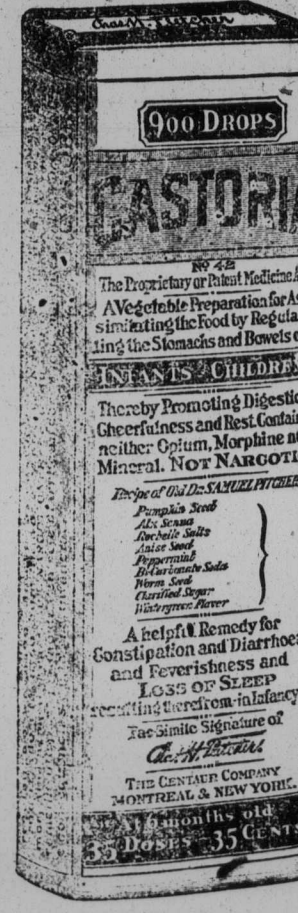 Chas. H. Fletcher
900 DROPS
CASTORI
Nº 42
The Proprietary or Patent Medicine A
A Vegetable Preparation for As
similating the Food by Regula
ting the Stomachs and Bowels o
INFANTS CHILDREN
Thereby Promoting Digestio
Cheerfulness and Rest. Contain
neither Opium, Morphine n
Mineral. NOT NARCOTI
Recipe of Old Dr. SAMUEL PITCHER
Pumpkin Seed
Alx Senna
Rochelle Salts
Anise Seed
Peppermint
Bi Carbonate Soda
Worm Seed
Clarified Sugar
Wintergreen Flavor
A helpful Remedy for
Constipation and Diarrhoe
and Feverishness and
LOSS OF SLEEP
resulting therefrom-in Infancy
Fac Simile Signature of
Chas. H. Fletcher.
THE CENTAUR COMPANY
MONTREAL & NEW YORK.
At 6 months old
35 DOSES - 35 CENTS